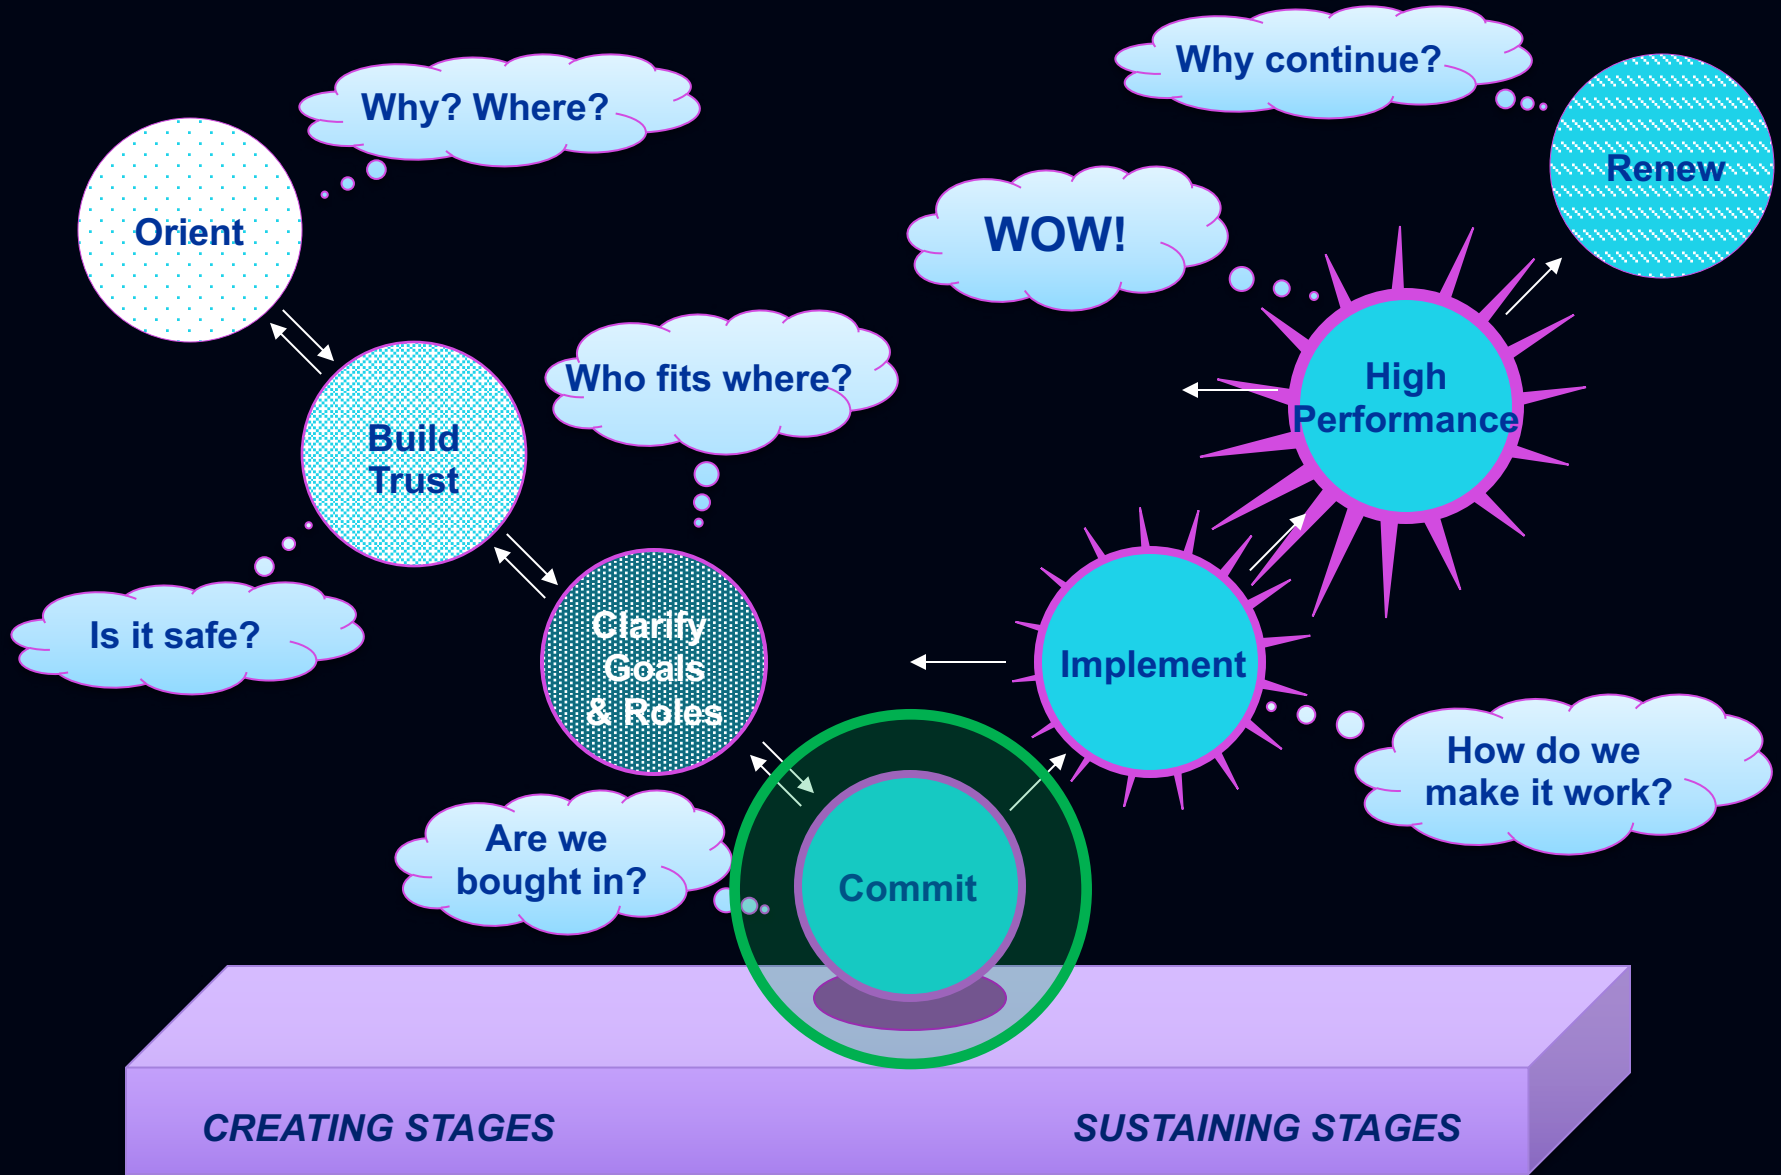 Why? Where?
Orient
Build
Trust
Is it safe?
Who fits where?
Clarify
Goals
& Roles
Are we
bought in?
Commit
Implement
How do we
make it work?
WOW!
High
Performance
Why continue?
Renew
CREATING STAGES
SUSTAINING STAGES